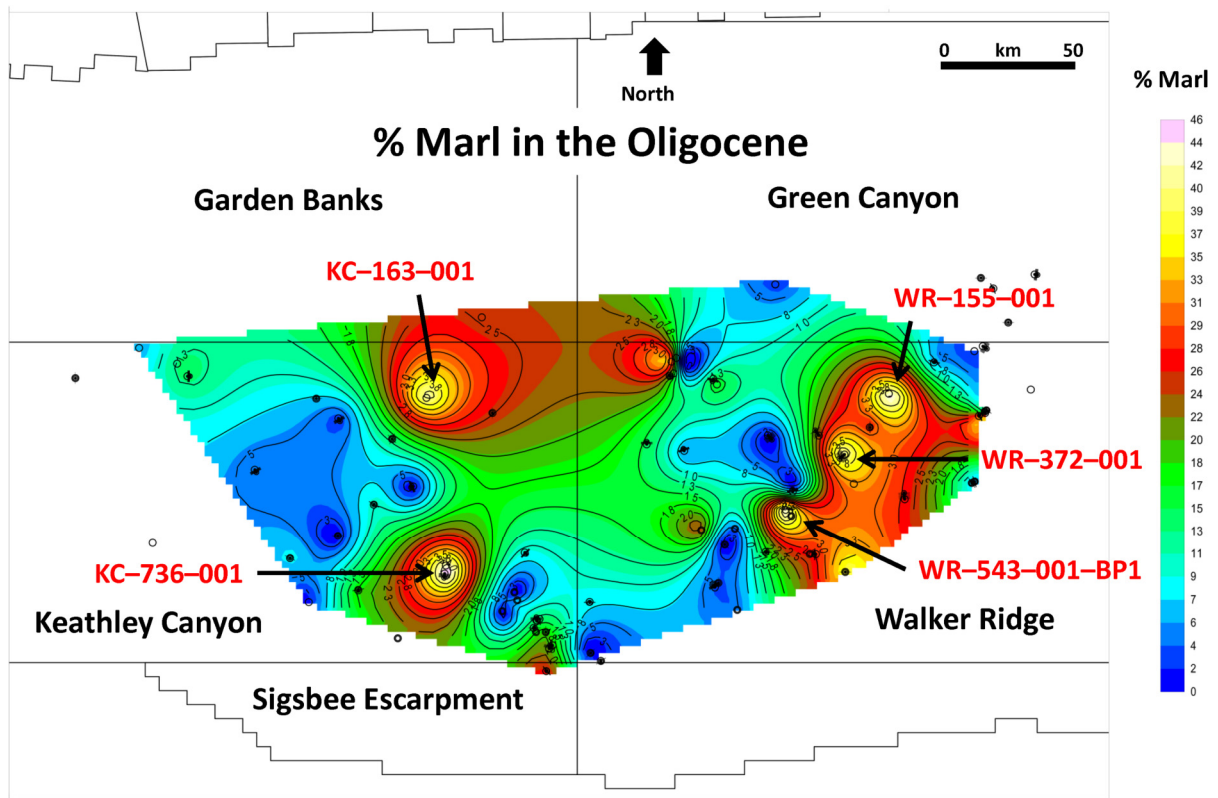 0 km 50
North
% Marl
% Marl in the Oligocene
Garden Banks
Green Canyon
KC–163–001
WR–155–001
WR–372–001
KC–736–001
WR–543–001–BP1
Keathley Canyon
Walker Ridge
Sigsbee Escarpment
46
44
42
40
39
37
35
33
31
29
28
26
24
22
20
18
17
15
13
11
9
7
6
4
2
0